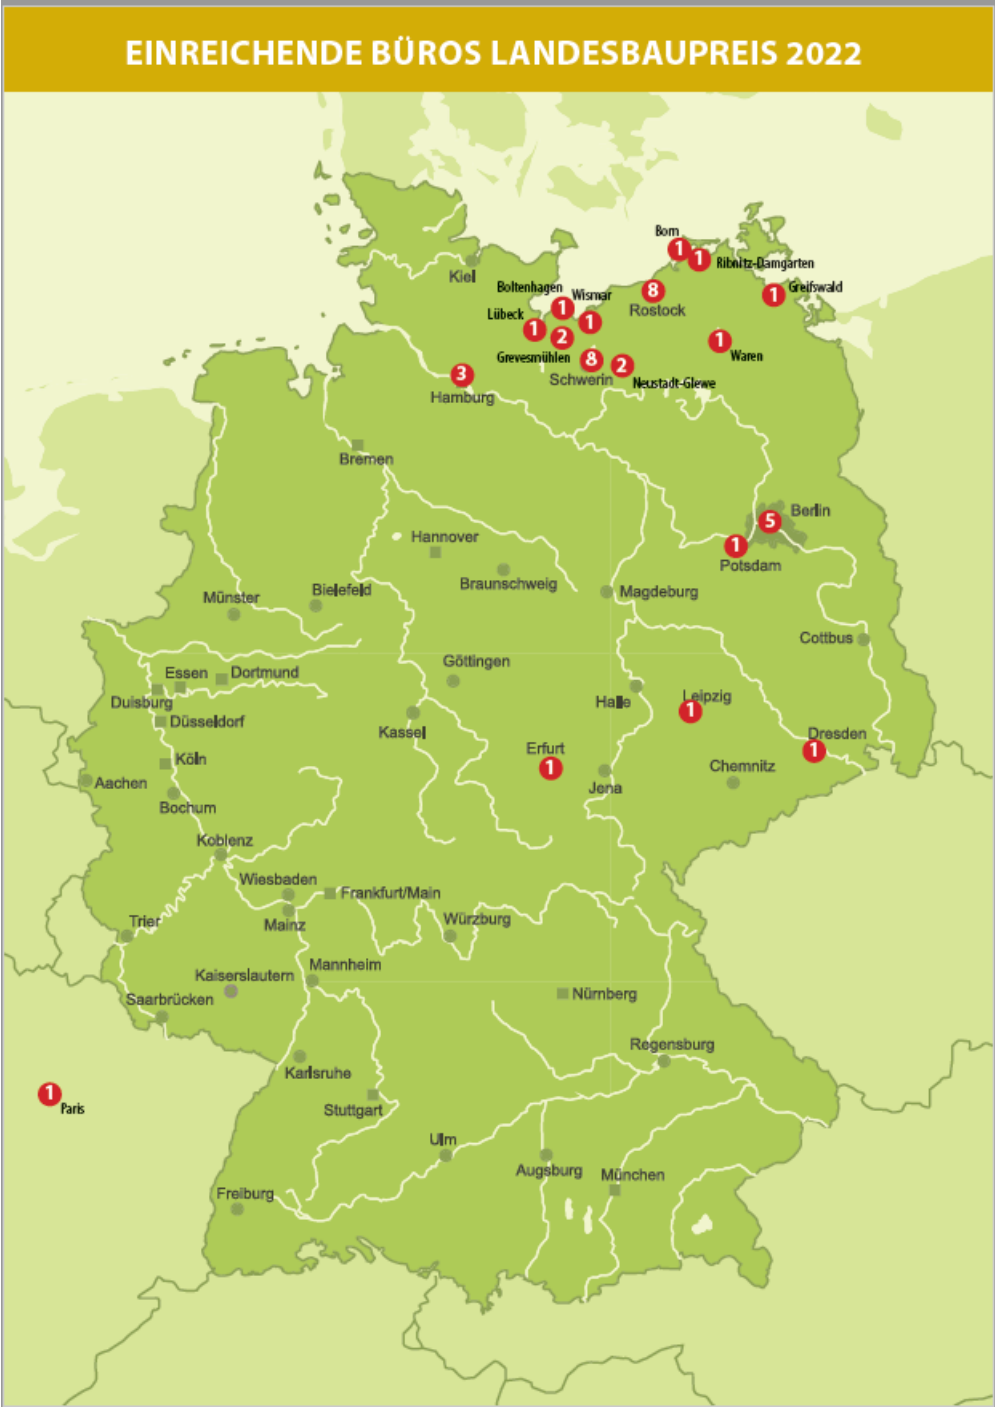 EINREICHENDE BÜROS LANDESBAUPREIS 2022
Born
1
1
Ribnitz-Damgarten
Kiel
Boltenhagen
Wismar
8
Rostock
1
Greifswald
Lübeck
1
1
1
2
Grevesmühlen
8
Schwerin
2
Neustadt-Glewe
1
Waren
3
Hamburg
Bremen
Berlin
5
1
Potsdam
Hannover
Braunschweig
Magdeburg
Münster
Bielefeld
Cottbus
Göttingen
Essen
Dortmund
Duisburg
Düsseldorf
Halle
Leipzig
1
Kassel
Dresden
1
Erfurt
1
Köln
Aachen
Jena
Chemnitz
Bochum
Koblenz
Wiesbaden
Frankfurt/Main
Mainz
Trier
Würzburg
Mannheim
Kaiserslautern
Nürnberg
Saarbrücken
Regensburg
Karlsruhe
1
Paris
Stuttgart
Ulm
Augsburg
München
Freiburg